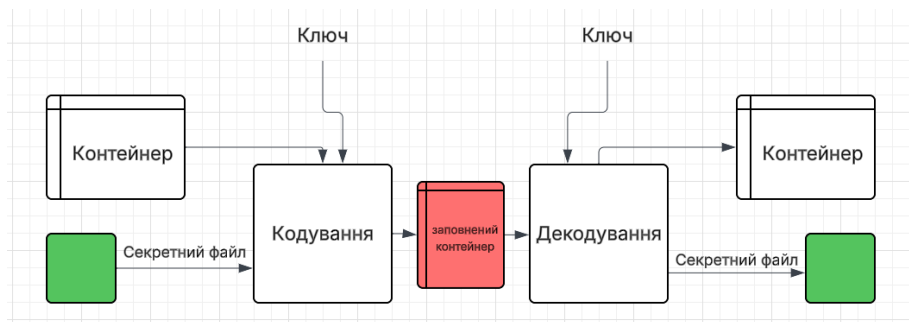 Ключ
Ключ
Контейнер
Контейнер
Кодування
заповнений
контейнер
Декодування
Секретний файл
Секретний файл